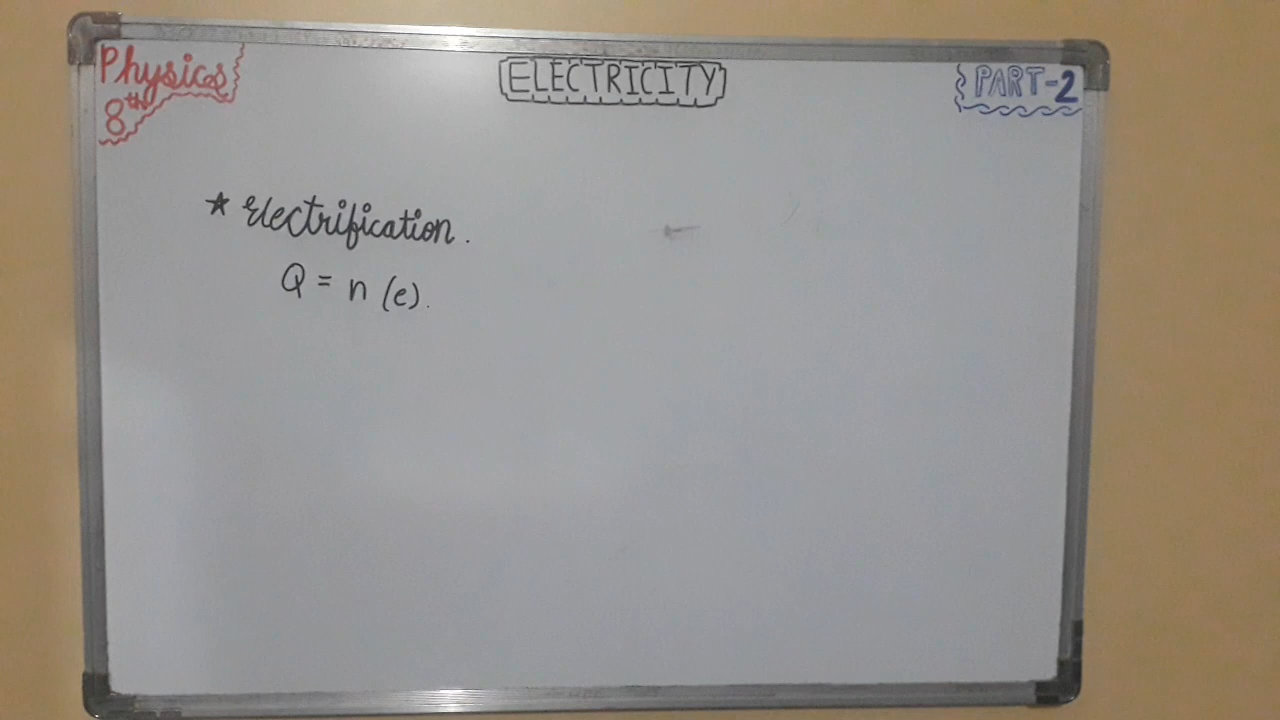 Physics
8th
ELECTRICITY
PART-2
★ Electrification.
Q = n (e).